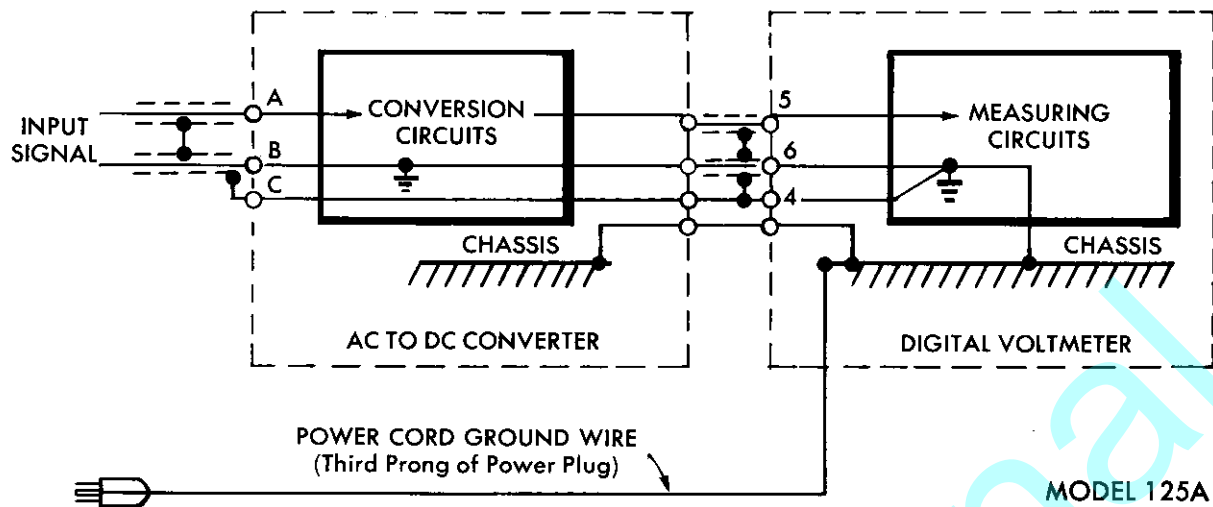 INPUT
SIGNAL
A
B
C
CONVERSION
CIRCUITS
CHASSIS
AC TO DC CONVERTER
5
6
4
MEASURING
CIRCUITS
CHASSIS
DIGITAL VOLTMETER
POWER CORD GROUND WIRE
(Third Prong of Power Plug)
MODEL 125A